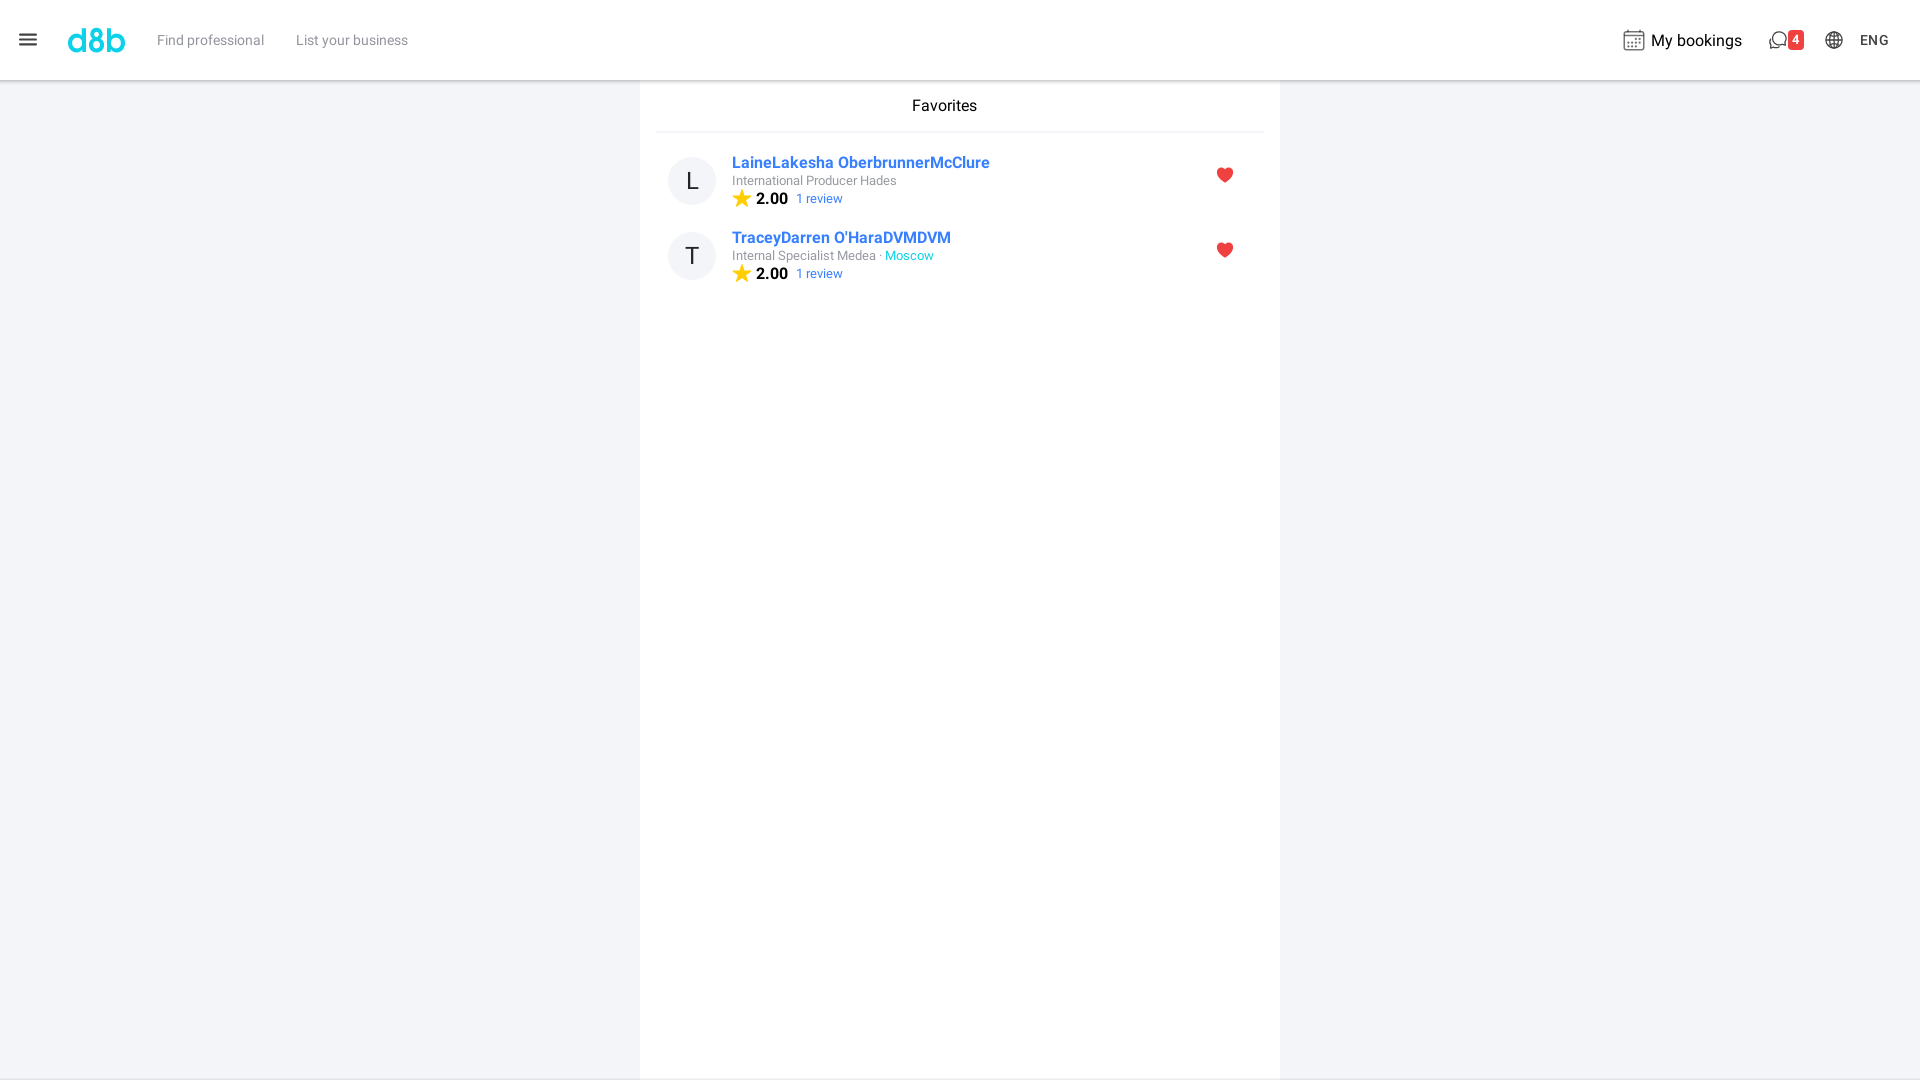 d8b Find professional List your business My bookings 4 ENG
Favorites
L
LaineLakesha OberbrunnerMcClure
International Producer Hades
2.00 1 review
T
TraceyDarren O'HaraDVMDVM
Internal Specialist Medea · Moscow
2.00 1 review